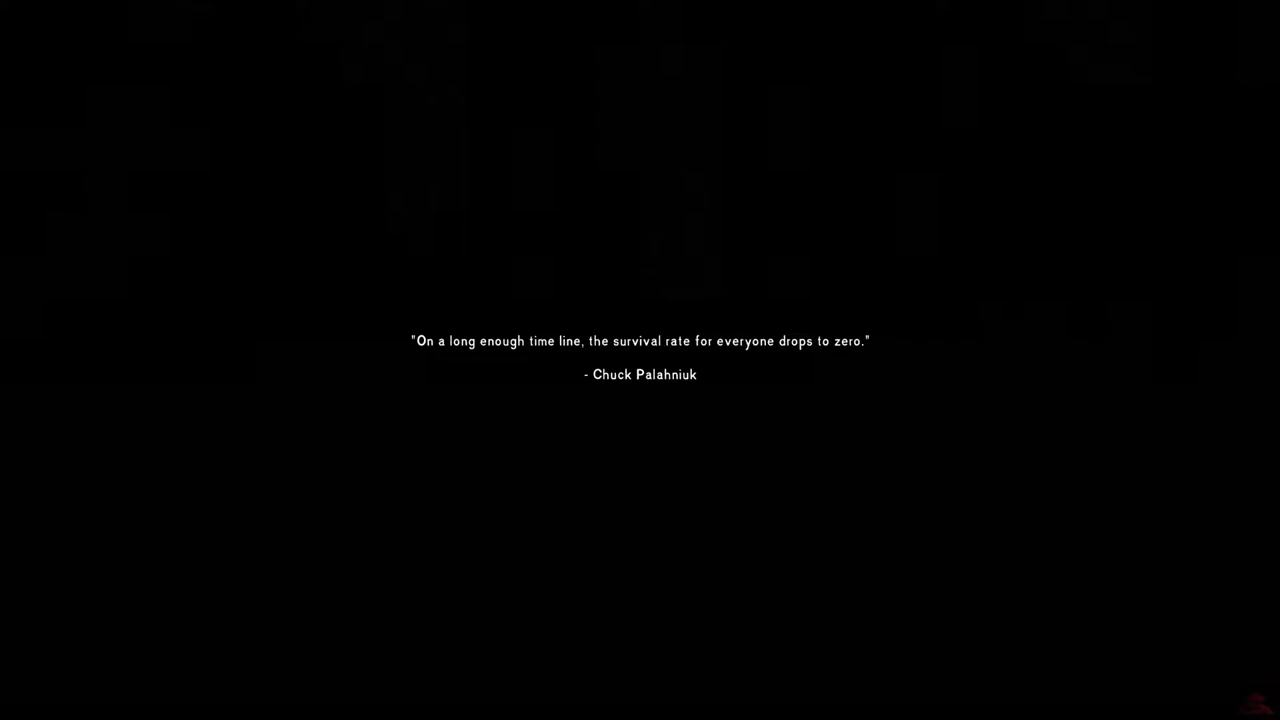 "On a long enough time line, the survival rate for everyone drops to zero."
- Chuck Palahniuk